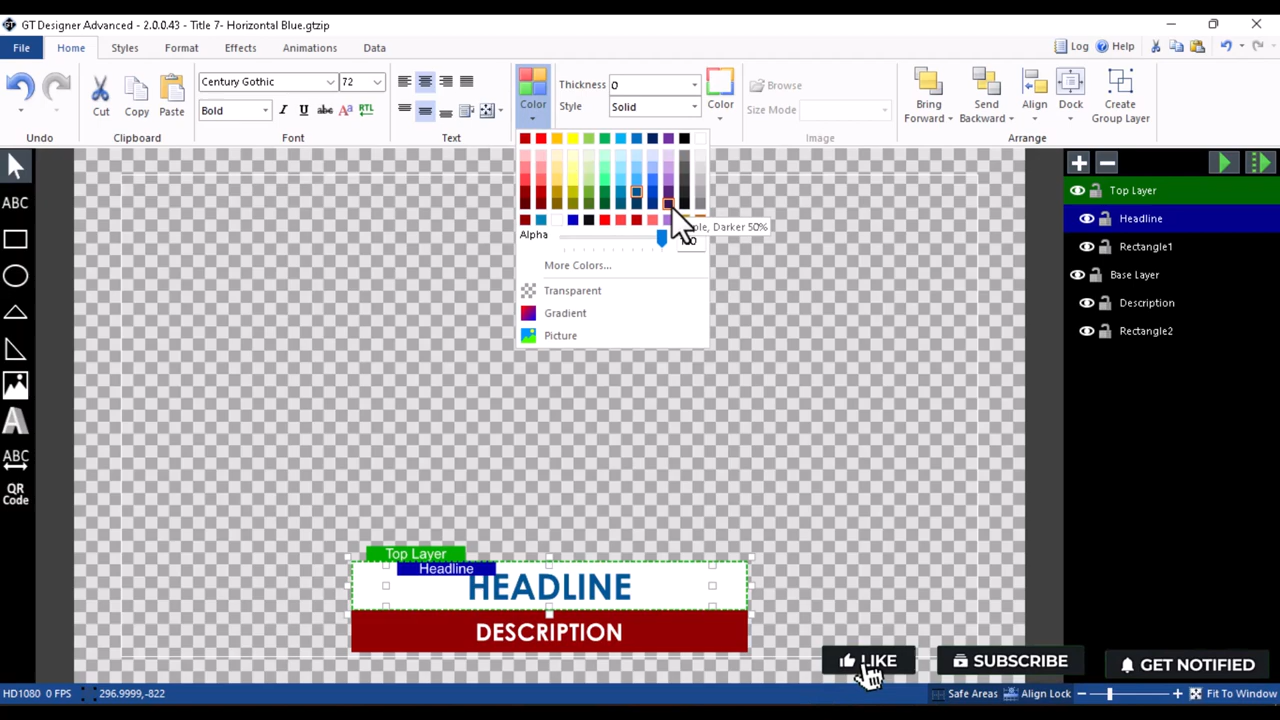 GT Designer Advanced - 2.0.0.43 - Title 7- Horizontal Blue.gtzip
File Home Styles Format Effects Animations Data Log Help
Century Gothic 72
Bold abc RTL
Cut Copy Paste
Color
Thickness 0
Style Solid
Color
Browse
Size Mode
Bring Forward Send Backward Align Dock Create Group Layer
Undo Clipboard Font Text Image Arrange
ABC
ABC
QR Code
A
Alpha
More Colors...
Transparent
Gradient
Picture
Darker 50%
Top Layer
Headline
Rectangle1
Base Layer
Description
Rectangle2
Top Layer
Headline
HEADLINE
DESCRIPTION
LIKE
SUBSCRIBE
GET NOTIFIED
HD1080 0 FPS 296.9999,-822 Safe Areas Align Lock Fit To Window